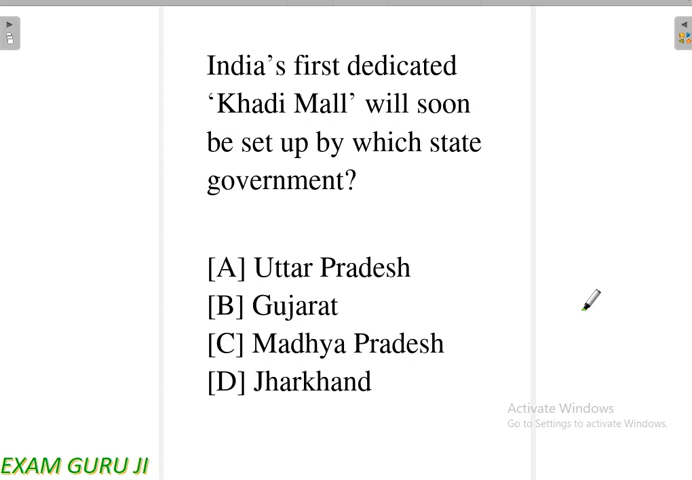 India’s first dedicated
‘Khadi Mall’ will soon
be set up by which state
government?
[A] Uttar Pradesh
[B] Gujarat
[C] Madhya Pradesh
[D] Jharkhand
Activate Windows
Go to Settings to activate Windows.
EXAM GURU JI